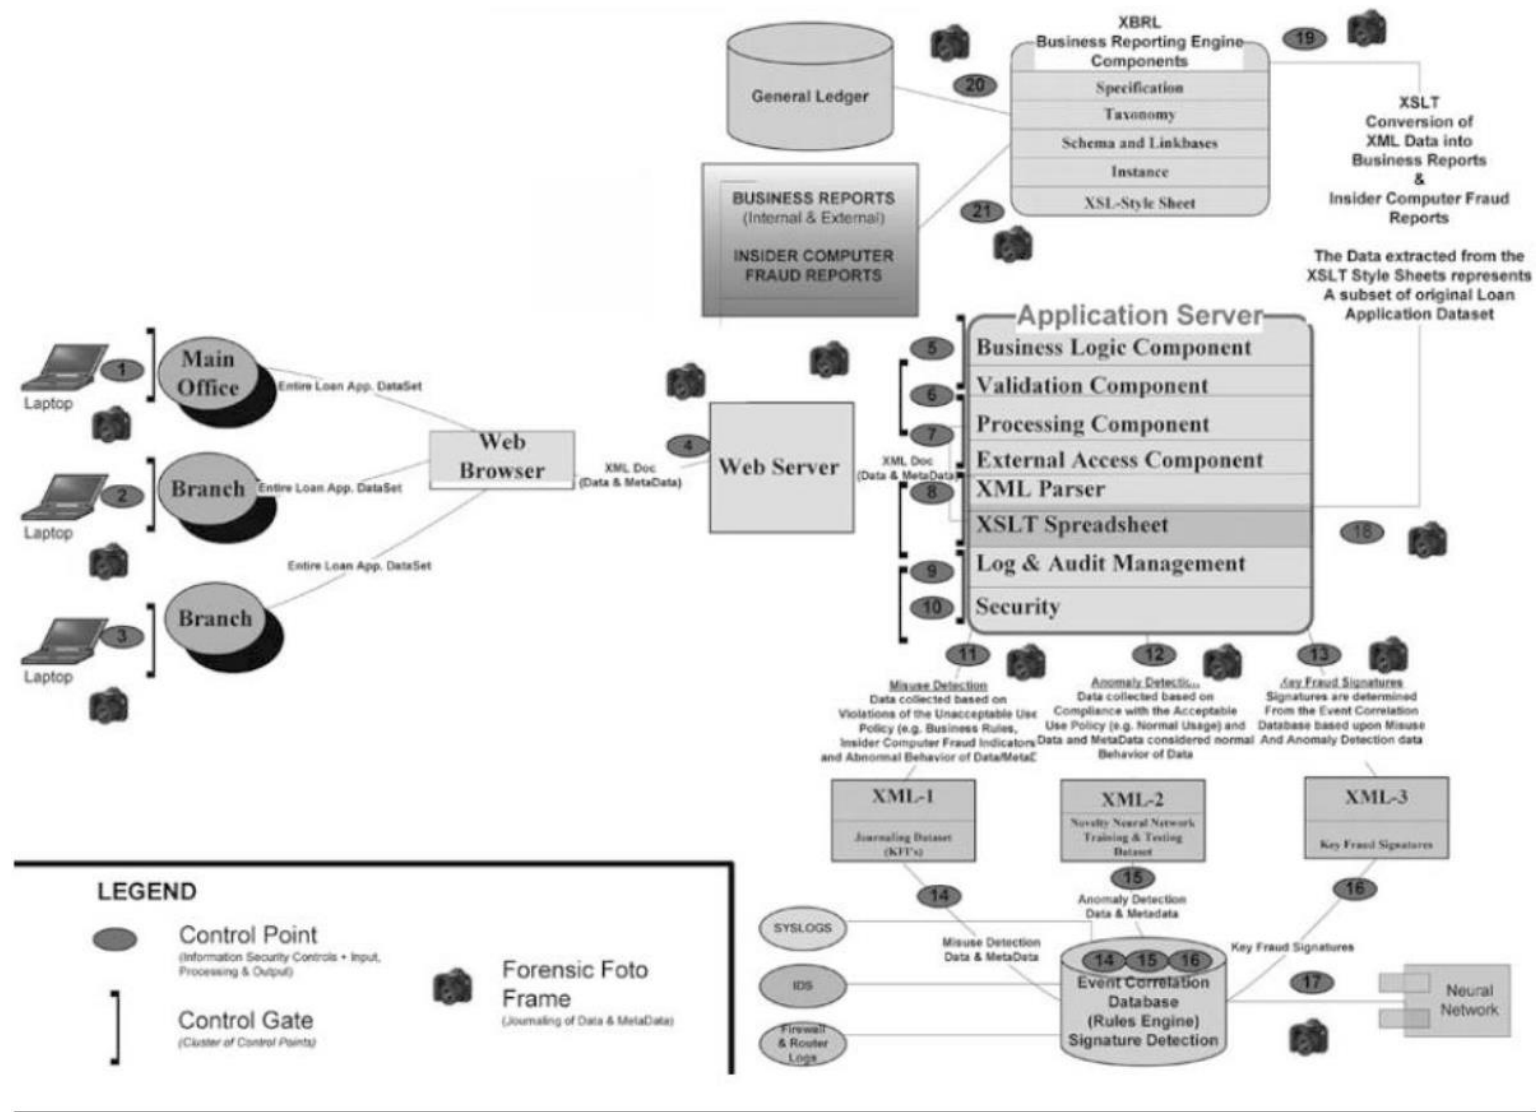 General Ledger
20
XBRL
Business Reporting Engine
Components
Specification
Taxonomy
Schema and Linkbases
Instance
XSL-Style Sheet
19
XSLT
Conversion of
XML Data into
Business Reports
&
Insider Computer Fraud
Reports
The Data extracted from the
XSLT Style Sheets represents
A subset of original Loan
Application Dataset
BUSINESS REPORTS
(Internal & External)
INSIDER COMPUTER
FRAUD REPORTS
21
Laptop
1
Main
Office
Entire Loan App. DataSet
Laptop
2
Branch
Entire Loan App. DataSet
Laptop
3
Branch
Entire Loan App. DataSet
Web
Browser
XML Doc
(Data & MetaData)
4
Web Server
XML Doc
(Data & MetaData)
Application Server
5
Business Logic Component
6
Validation Component
7
Processing Component
External Access Component
8
XML Parser
XSLT Spreadsheet
9
Log & Audit Management
10
Security
18
11
Misuse Detection
Data collected based on
Violations of the Unacceptable Use
Policy (e.g. Business Rules,
Insider Computer Fraud Indicators
and Abnormal Behavior of Data/MetaD
12
Anomaly Detectic...
Data collected based on
Compliance with the Acceptable
Use Policy (e.g. Normal Usage) and
Data and MetaData considered normal
Behavior of Data
13
Key Fraud Signatures
Signatures are determined
From the Event Correlation
Database based upon Misuse
And Anomaly Detection data
XML-1
Journaling Dataset
(KFI's)
XML-2
Novelty Neural Network
Training & Testing
Dataset
XML-3
Key Fraud Signatures
14
15
16
Misuse Detection
Data & MetaData
Anomaly Detection
Data & Metadata
Key Fraud Signatures
SYSLOGS
IDS
Firewall
& Router
Logs
14 15 16
Event Correlation
Database
(Rules Engine)
Signature Detection
17
Neural
Network
LEGEND
Control Point
(Information Security Controls + Input,
Processing & Output)
Control Gate
(Cluster of Control Points)
Forensic Foto
Frame
(Journaling of Data & MetaData)